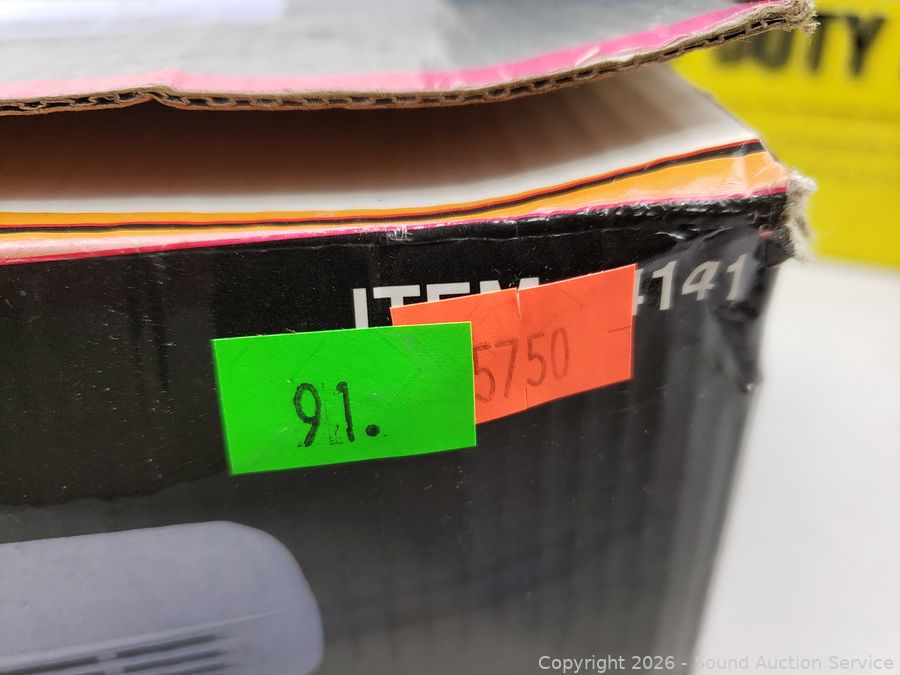 DUTY
ITEM 4141
5750
91.
Copyright 2026 - Sound Auction Service